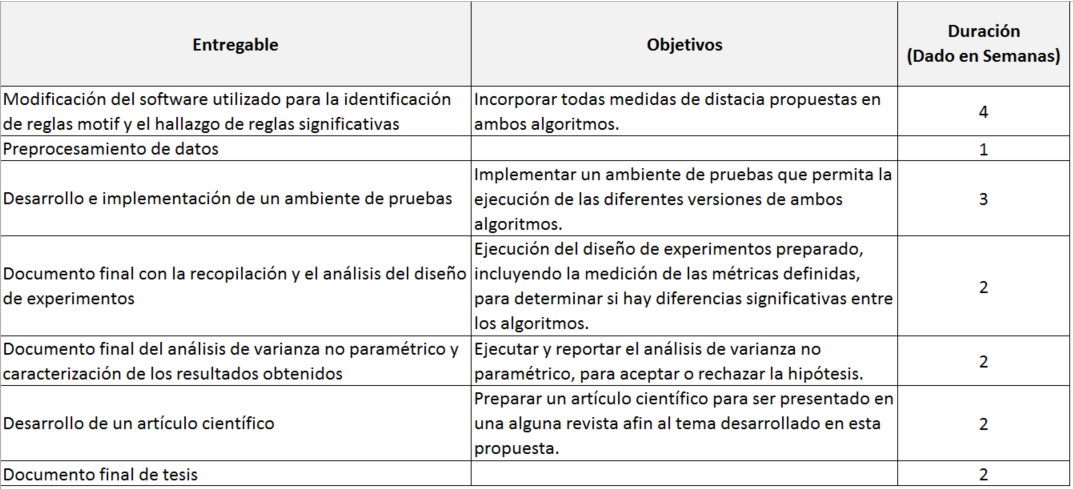 Entregable
Objetivos
Duración
(Dado en Semanas)
Modificación del software utilizado para la identificación
de reglas motif y el hallazgo de reglas significativas
Incorporar todas medidas de distacia propuestas en
ambos algoritmos.
4
Preprocesamiento de datos
1
Desarrollo e implementación de un ambiente de pruebas
Implementar un ambiente de pruebas que permita la
ejecución de las diferentes versiones de ambos
algoritmos.
3
Documento final con la recopilación y el análisis del diseño
de experimentos
Ejecución del diseño de experimentos preparado,
incluyendo la medición de las métricas definidas,
para determinar si hay diferencias significativas entre
los algoritmos.
2
Documento final del análisis de varianza no paramétrico y
caracterización de los resultados obtenidos
Ejecutar y reportar el análisis de varianza no
paramétrico, para aceptar o rechazar la hipótesis.
2
Desarrollo de un artículo científico
Preparar un artículo científico para ser presentado en
una alguna revista afin al tema desarrollado en esta
propuesta.
2
Documento final de tesis
2